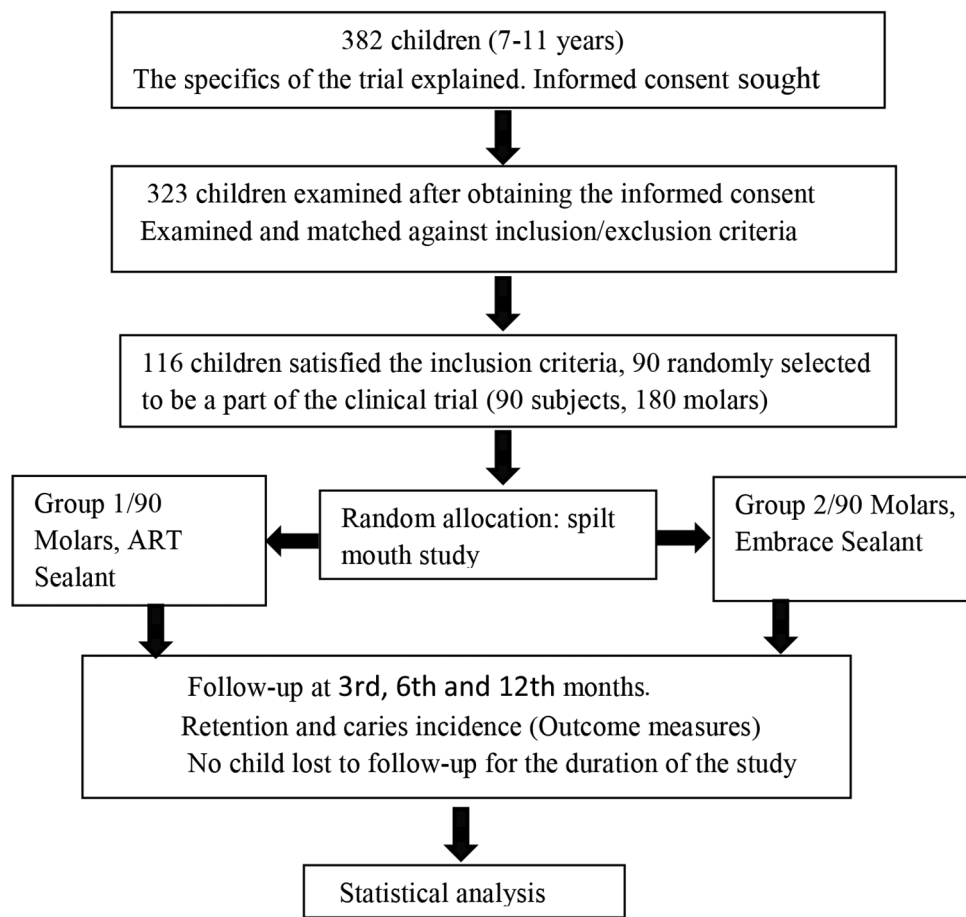 382 children (7-11 years)
The specifics of the trial explained. Informed consent sought
323 children examined after obtaining the informed consent
Examined and matched against inclusion/exclusion criteria
116 children satisfied the inclusion criteria, 90 randomly selected
to be a part of the clinical trial (90 subjects, 180 molars)
Group 1/90
Molars, ART
Sealant
Random allocation: spilt
mouth study
Group 2/90 Molars,
Embrace Sealant
Follow-up at 3rd, 6th and 12th months.
Retention and caries incidence (Outcome measures)
No child lost to follow-up for the duration of the study
Statistical analysis